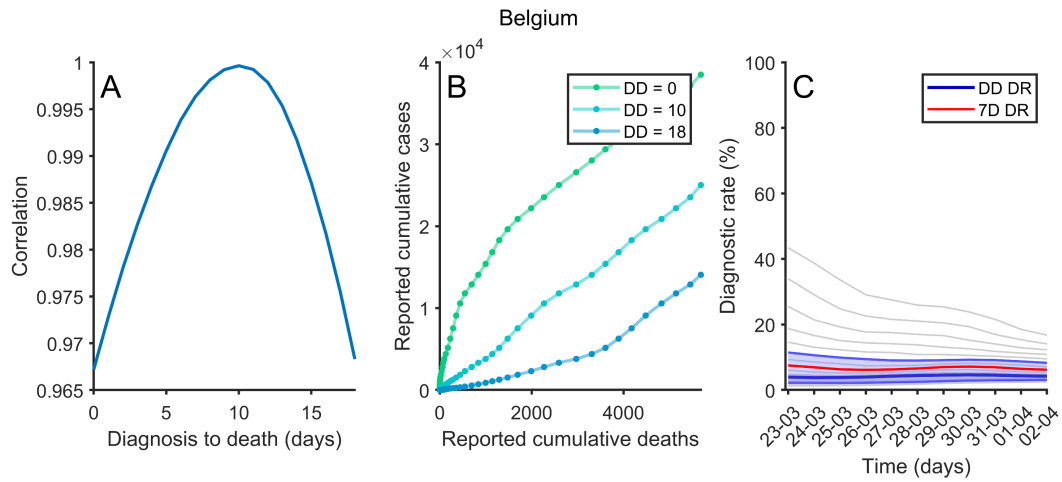 Belgium
A
1
0.995
0.99
0.985
0.98
0.975
0.97
0.965
0
5
10
15
Correlation
Diagnosis to death (days)
×10⁴
B
DD = 0
DD = 10
DD = 18
4
3
2
1
0
0
2000
4000
Reported cumulative cases
Reported cumulative deaths
C
DD DR
7D DR
100
80
60
40
20
0
23-03
24-03
25-03
26-03
27-03
28-03
29-03
30-03
31-03
01-04
02-04
Diagnostic rate (%)
Time (days)